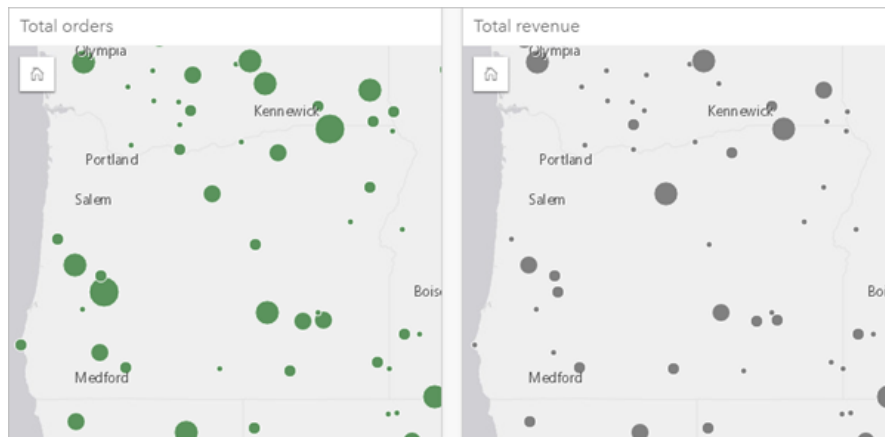 Total orders
Olympia
Kennewick
Portland
Salem
Medford
Total revenue
Olympia
Kennewick
Portland
Salem
Medford